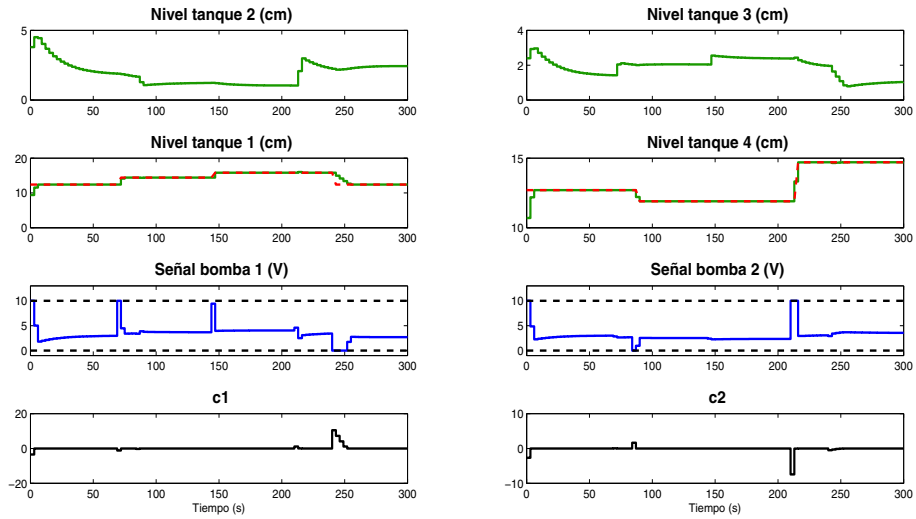 Nivel tanque 2 (cm)
5
0
0 50 100 150 200 250 300
Nivel tanque 3 (cm)
4
2
0
0 50 100 150 200 250 300
Nivel tanque 1 (cm)
20
10
0
0 50 100 150 200 250 300
Nivel tanque 4 (cm)
15
10
0 50 100 150 200 250 300
Señal bomba 1 (V)
10
5
0
0 50 100 150 200 250 300
Señal bomba 2 (V)
10
5
0
0 50 100 150 200 250 300
c1
20
0
−20
0 50 100 150 200 250 300
Tiempo (s)
c2
10
0
−10
0 50 100 150 200 250 300
Tiempo (s)